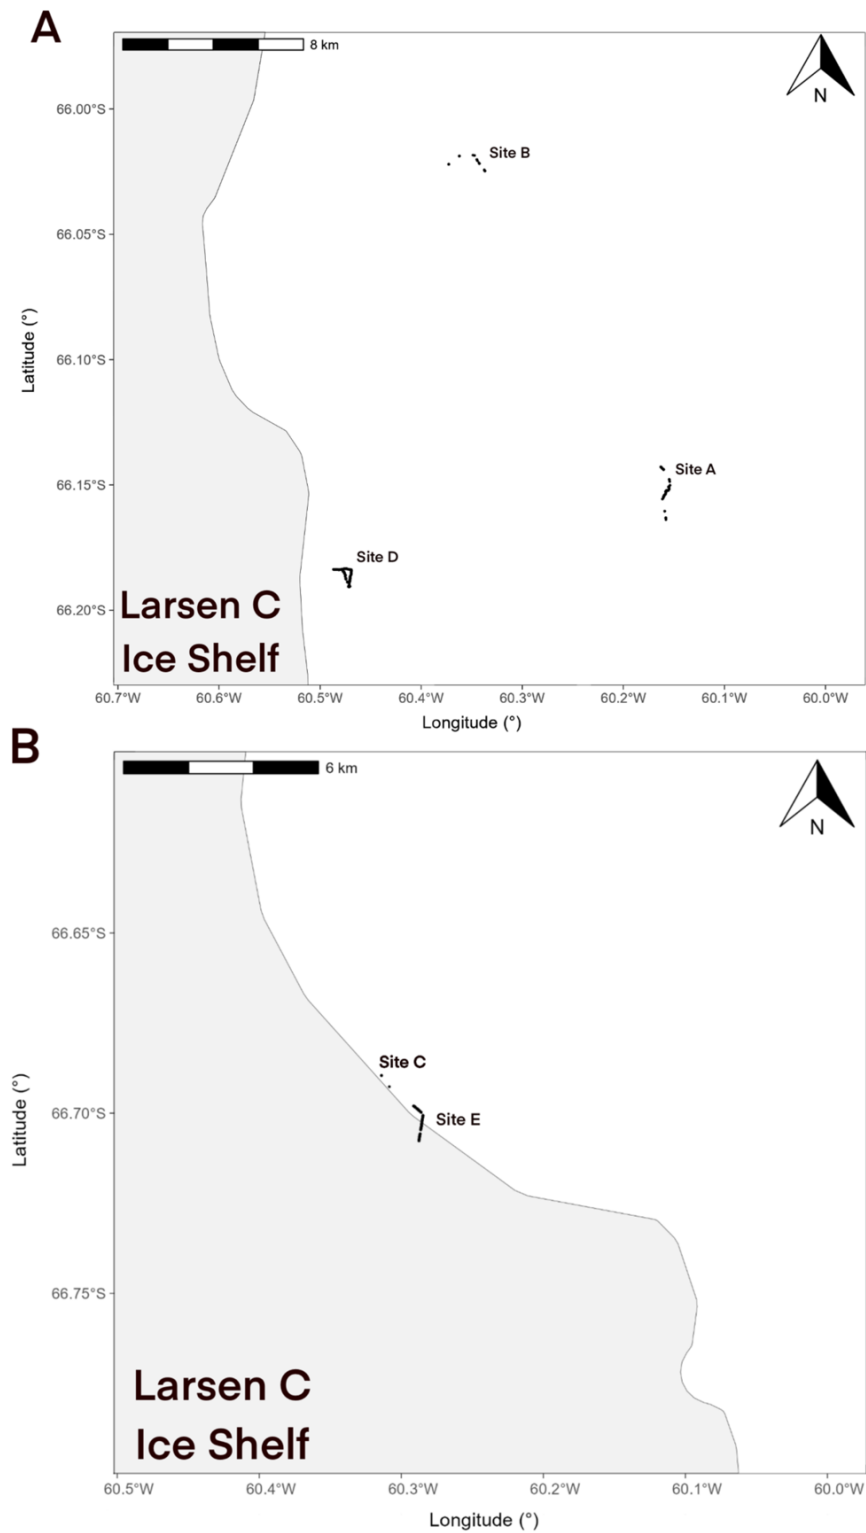 A
8 km
N
66.00°S
Site B
66.05°S
66.10°S
Latitude (°)
66.15°S
Site A
Site D
66.20°S
Larsen C
Ice Shelf
60.7°W 60.6°W 60.5°W 60.4°W 60.3°W 60.2°W 60.1°W 60.0°W
Longitude (°)
B
6 km
N
66.65°S
Site C
66.70°S
Site E
Latitude (°)
66.75°S
Larsen C
Ice Shelf
60.5°W 60.4°W 60.3°W 60.2°W 60.1°W 60.0°W
Longitude (°)